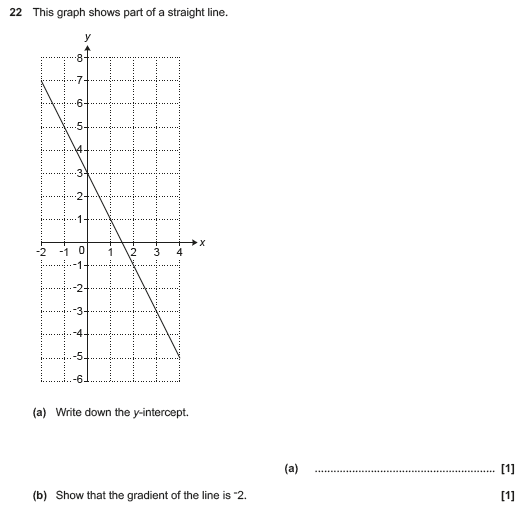 22 This graph shows part of a straight line.
y
8
7
6
5
4
3
2
1
-2 -1 0 1 2 3 4 x
-1
-2
-3
-4
-5
-6
(a) Write down the y-intercept.
(a) ............................................................ [1]
(b) Show that the gradient of the line is ⁻2. [1]